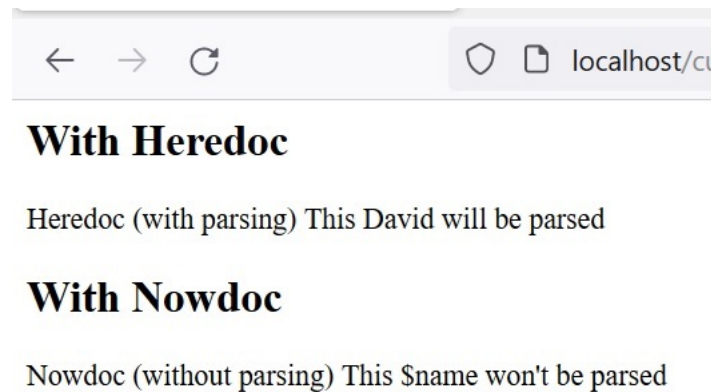 localhost/cu
With Heredoc
Heredoc (with parsing) This David will be parsed
With Nowdoc
Nowdoc (without parsing) This $name won't be parsed